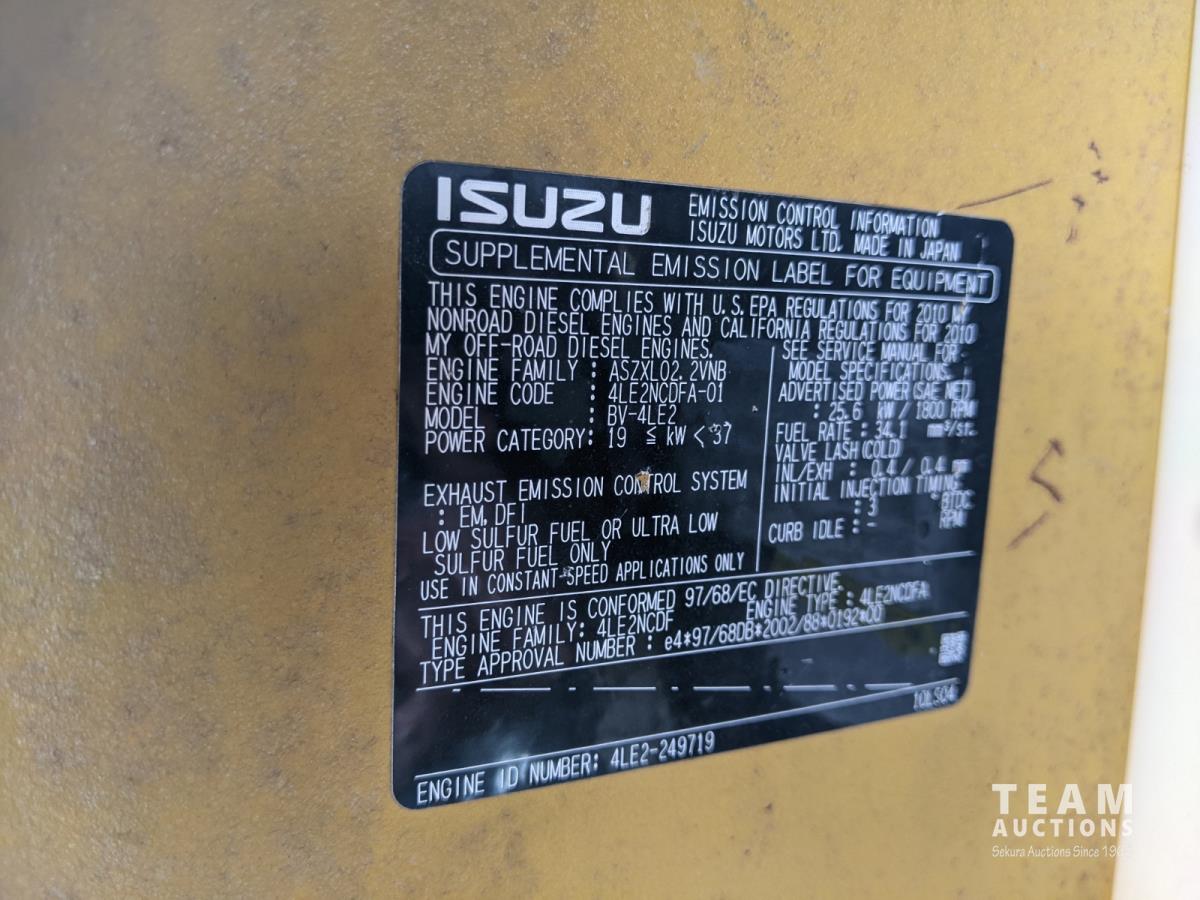 ISUZU
EMISSION CONTROL INFORMATION
ISUZU MOTORS LTD. MADE IN JAPAN
SUPPLEMENTAL EMISSION LABEL FOR EQUIPMENT
THIS ENGINE COMPLIES WITH U.S. EPA REGULATIONS FOR 2010 MY
NONROAD DIESEL ENGINES AND CALIFORNIA REGULATIONS FOR 2010
MY OFF-ROAD DIESEL ENGINES.
ENGINE FAMILY : ASZXL02.2VNB
ENGINE CODE : 4LE2NCDFA-01
MODEL : BV-4LE2
POWER CATEGORY: 19 ≦ kW < 37
EXHAUST EMISSION CONTROL SYSTEM
: EM, DFI
LOW SULFUR FUEL OR ULTRA LOW
SULFUR FUEL ONLY
USE IN CONSTANT-SPEED APPLICATIONS ONLY
SEE SERVICE MANUAL FOR
MODEL SPECIFICATIONS.
ADVERTISED POWER (SAE NET)
: 25.6 kW / 1800 RPM
FUEL RATE : 34.1 mm³/st.
VALVE LASH (COLD)
INL/EXH : 0.4 / 0.4 mm
INITIAL INJECTION TIMING
: 3 ° BTDC
CURB IDLE : - RPM
THIS ENGINE IS CONFORMED 97/68/EC DIRECTIVE.
ENGINE FAMILY: 4LE2NCDF ENGINE TYPE : 4LE2NCDFA
TYPE APPROVAL NUMBER : e4*97/68DB*2002/88*0192*00
10LS04
ENGINE ID NUMBER: 4LE2-249719
TEAM
AUCTIONS
Sekura Auctions Since